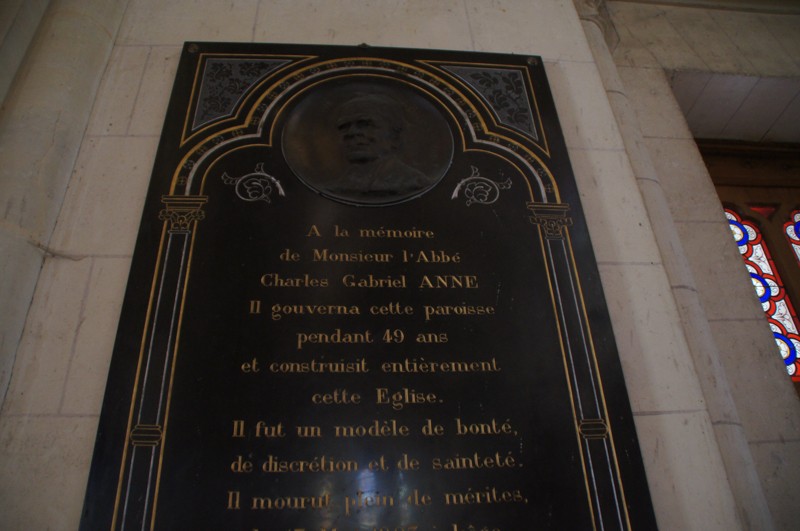 A la mémoire
de Monsieur l'Abbé
Charles Gabriel ANNE
Il gouverna cette paroisse
pendant 49 ans
et construisit entièrement
cette Eglise.
Il fut un modèle de bonté,
de discrétion et de sainteté.
Il mourut plein de mérites,